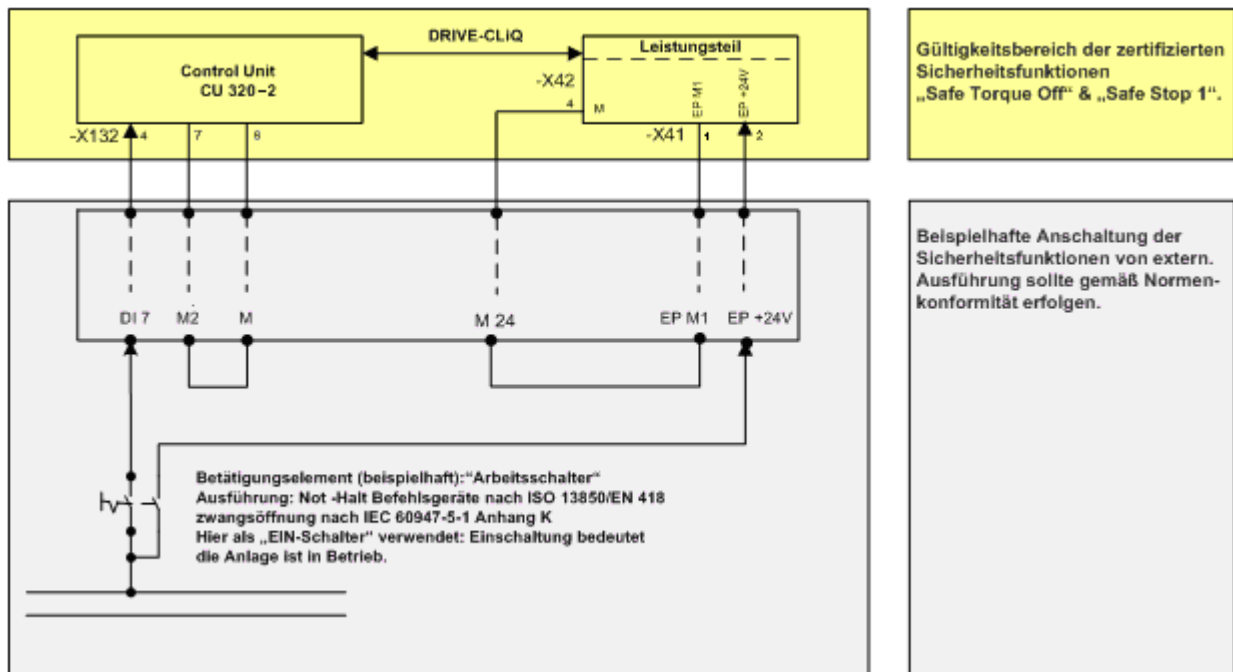 DRIVE-CLiQ
Control Unit
CU 320-2
Leistungsteil
-X42
4
M
EP M1
EP +24V
-X132
4
7
8
-X41
1
2
Gültigkeitsbereich der zertifizierten
Sicherheitsfunktionen
„Safe Torque Off“ & „Safe Stop 1“.
DI 7
M2
M
M 24
EP M1
EP +24V
Beispielhafte Anschaltung der
Sicherheitsfunktionen von extern.
Ausführung sollte gemäß Normen-
konformität erfolgen.
Betätigungselement (beispielhaft):“Arbeitsschalter“
Ausführung: Not -Halt Befehlsgeräte nach ISO 13850/EN 418
zwangsöffnung nach IEC 60947-5-1 Anhang K
Hier als „EIN-Schalter“ verwendet: Einschaltung bedeutet
die Anlage ist in Betrieb.